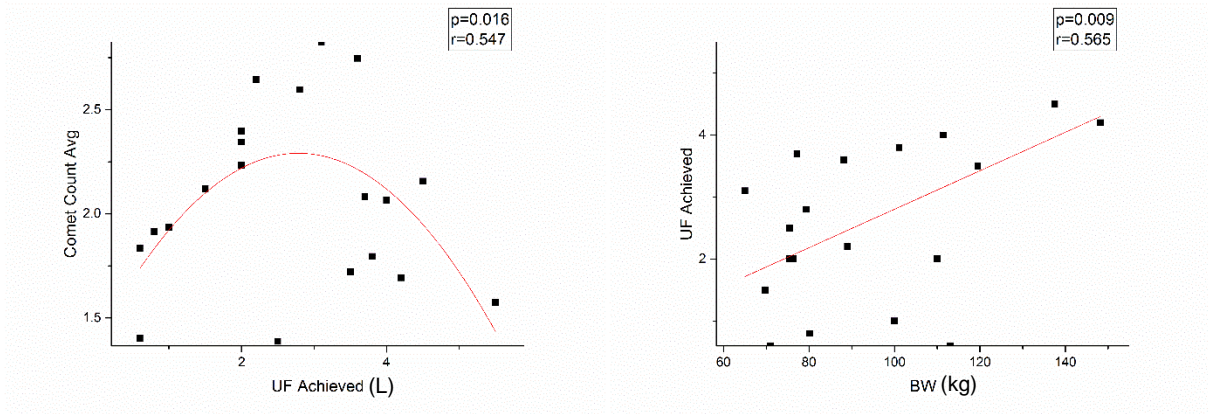 p=0.016
r=0.547
Comet Count Avg
2.5
2.0
1.5
2
4
UF Achieved (L)
p=0.009
r=0.565
UF Achieved
4
2
60
80
100
120
140
BW (kg)